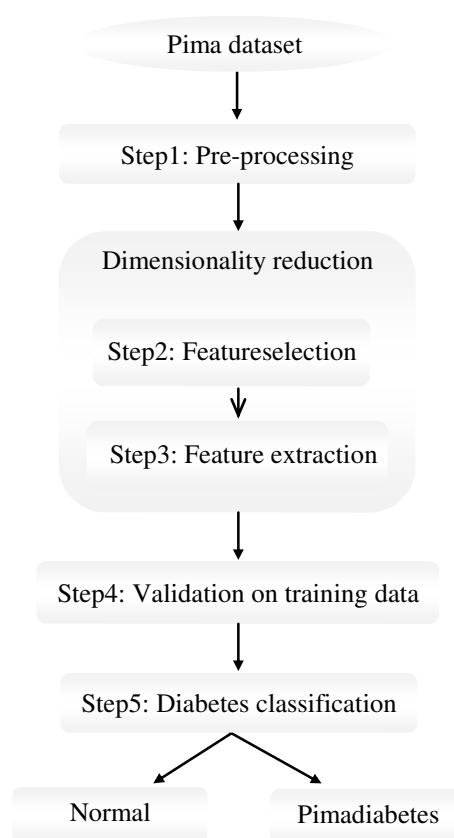 Pima dataset
Step1: Pre-processing
Dimensionality reduction
Step2: Featureselection
Step3: Feature extraction
Step4: Validation on training data
Step5: Diabetes classification
Normal
Pimadiabetes